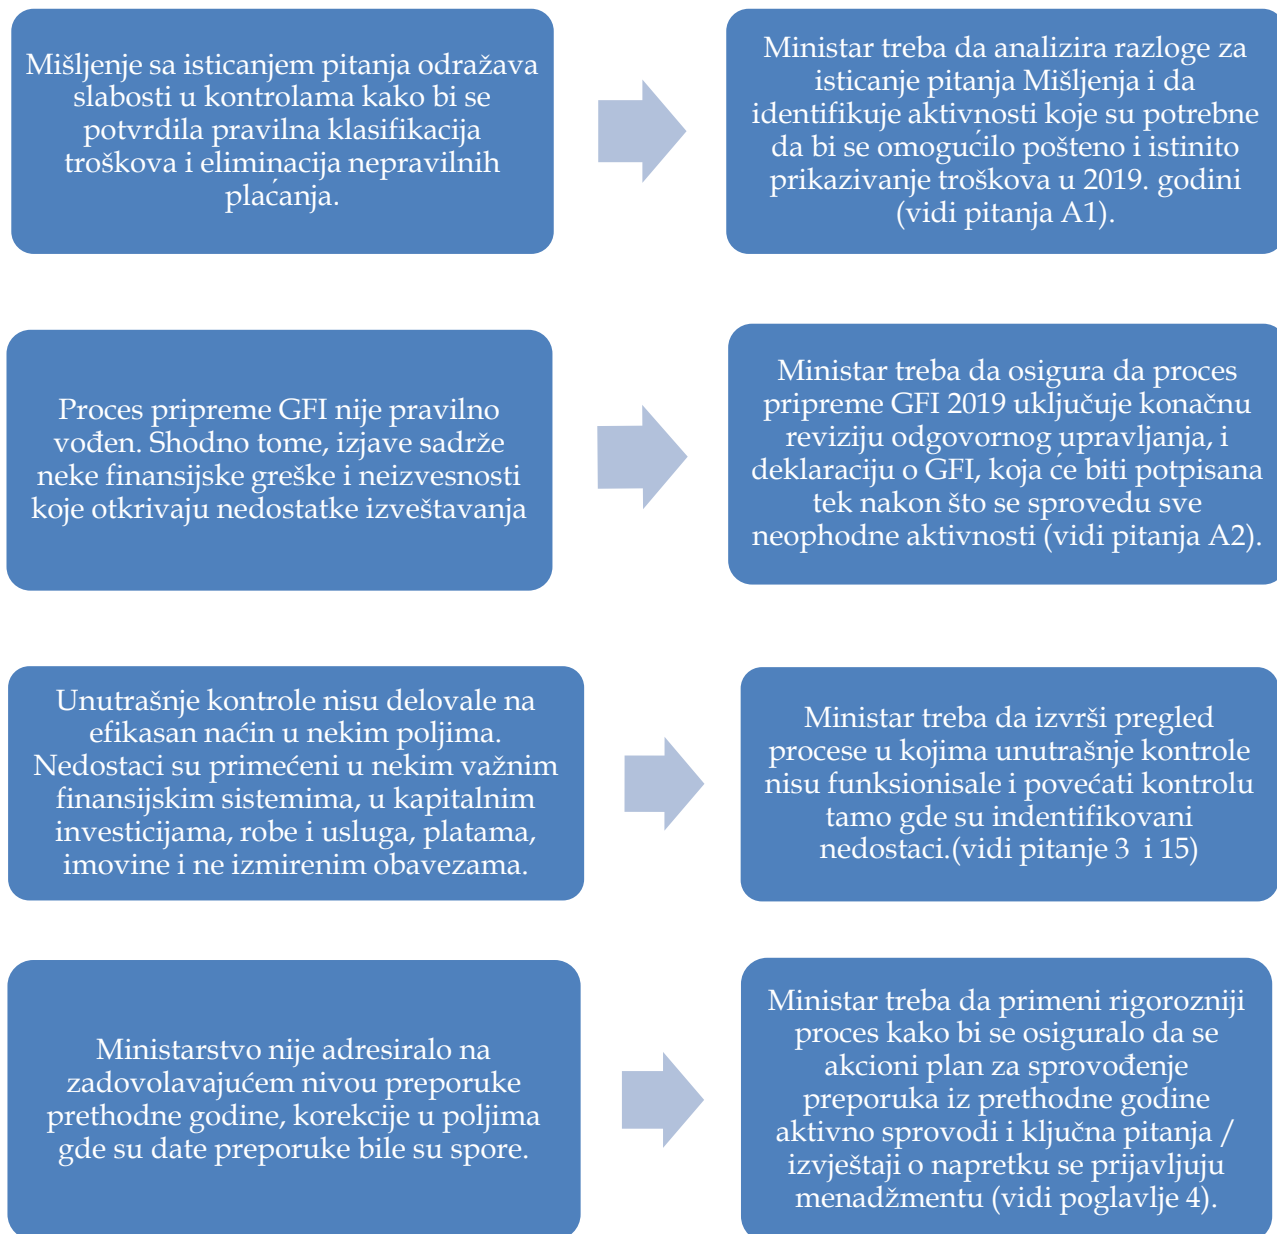 Mišljenje sa isticanjem pitanja odražava
slabosti u kontrolama kako bi se
potvrdila pravilna klasifikacija
troškova i eliminacija nepravilnih
plaćanja.
Ministar treba da analizira razloge za
isticanje pitanja Mišljenja i da
identifikuje aktivnosti koje su potrebne
da bi se omogućilo pošteno i istinito
prikazivanje troškova u 2019. godini
(vidi pitanja A1).
Proces pripreme GFI nije pravilno
vođen. Shodno tome, izjave sadrže
neke finansijske greške i neizvesnosti
koje otkrivaju nedostatke izveštavanja
Ministar treba da osigura da proces
pripreme GFI 2019 uključuje konačnu
reviziju odgovornog upravljanja, i
deklaraciju o GFI, koja će biti potpisana
tek nakon što se sprovedu sve
neophodne aktivnosti (vidi pitanja A2).
Unutrašnje kontrole nisu delovale na
efikasan naćin u nekim poljima.
Nedostaci su primećeni u nekim važnim
finansijskim sistemima, u kapitalnim
investicijama, robe i usluga, platama,
imovine i ne izmirenim obavezama.
Ministar treba da izvrši pregled
procese u kojima unutrašnje kontrole
nisu funksionisale i povećati kontrolu
tamo gde su indentifikovani
nedostaci.(vidi pitanje 3 i 15)
Ministarstvo nije adresiralo na
zadovolavajućem nivou preporuke
prethodne godine, korekcije u poljima
gde su date preporuke bile su spore.
Ministar treba da primeni rigorozniji
proces kako bi se osiguralo da se
akcioni plan za sprovođenje
preporuka iz prethodne godine
aktivno sprovodi i ključna pitanja /
izvještaji o napretku se prijavljuju
menadžmentu (vidi poglavlje 4).